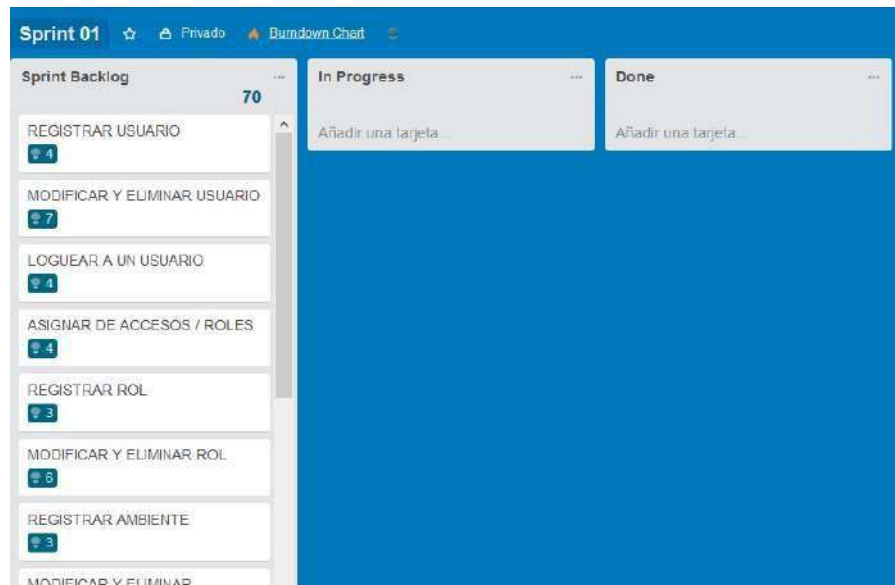 Sprint 01 Privado Burndown Chart
Sprint Backlog
70
REGISTRAR USUARIO
4
MODIFICAR Y ELIMINAR USUARIO
7
LOGUEAR A UN USUARIO
4
ASIGNAR DE ACCESOS / ROLES
4
REGISTRAR ROL
3
MODIFICAR Y ELIMINAR ROL
6
REGISTRAR AMBIENTE
3
MODIFICAR Y ELIMINAR
In Progress
Añadir una tarjeta...
Done
Añadir una tarjeta...